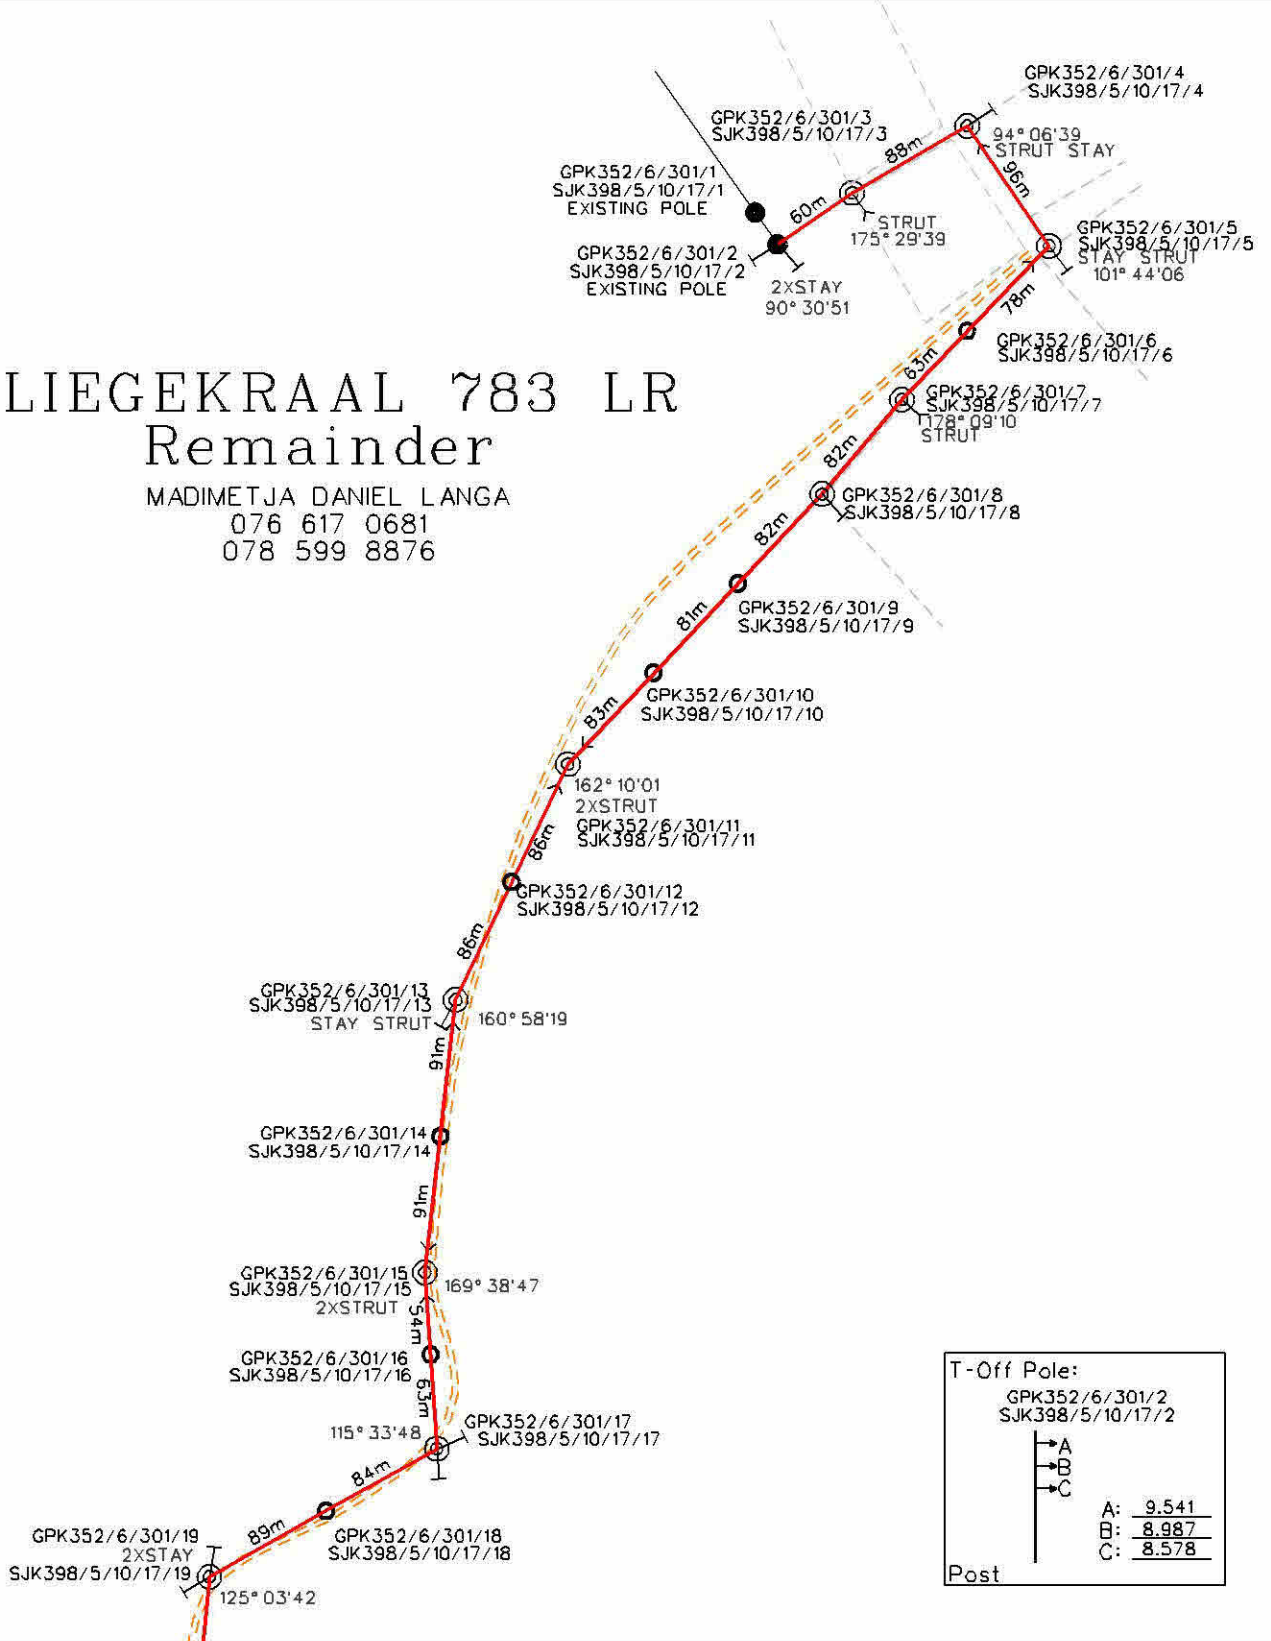 GPK352/6/301/4
SJK398/5/10/17/4
94° 06'39
STRUT STAY
GPK352/6/301/3
SJK398/5/10/17/3
88m
96m
GPK352/6/301/1
SJK398/5/10/17/1
EXISTING POLE
60m
STRUT
175° 29'39
GPK352/6/301/5
SJK398/5/10/17/5
STAY STRUT
101° 44'06
GPK352/6/301/2
SJK398/5/10/17/2
EXISTING POLE
2XSTAY
90° 30'51
78m
GPK352/6/301/6
SJK398/5/10/17/6
63m
LIEGEKRAAL 783 LR
Remainder
MADIMETJA DANIEL LANGA
076 617 0681
078 599 8876
GPK352/6/301/7
SJK398/5/10/17/7
178° 09'10
STRUT
82m
GPK352/6/301/8
SJK398/5/10/17/8
82m
GPK352/6/301/9
SJK398/5/10/17/9
81m
GPK352/6/301/10
SJK398/5/10/17/10
83m
162° 10'01
2XSTRUT
GPK352/6/301/11
SJK398/5/10/17/11
86m
GPK352/6/301/12
SJK398/5/10/17/12
86m
GPK352/6/301/13
SJK398/5/10/17/13
STAY STRUT
160° 58'19
91m
GPK352/6/301/14
SJK398/5/10/17/14
91m
GPK352/6/301/15
SJK398/5/10/17/15
2XSTRUT
169° 38'47
54m
GPK352/6/301/16
SJK398/5/10/17/16
63m
115° 33'48
GPK352/6/301/17
SJK398/5/10/17/17
84m
GPK352/6/301/18
SJK398/5/10/17/18
89m
GPK352/6/301/19
2XSTAY
SJK398/5/10/17/19
125° 03'42
T-Off Pole:
GPK352/6/301/2
SJK398/5/10/17/2
A
B
C
A: 9.541
B: 8.987
C: 8.578
Post